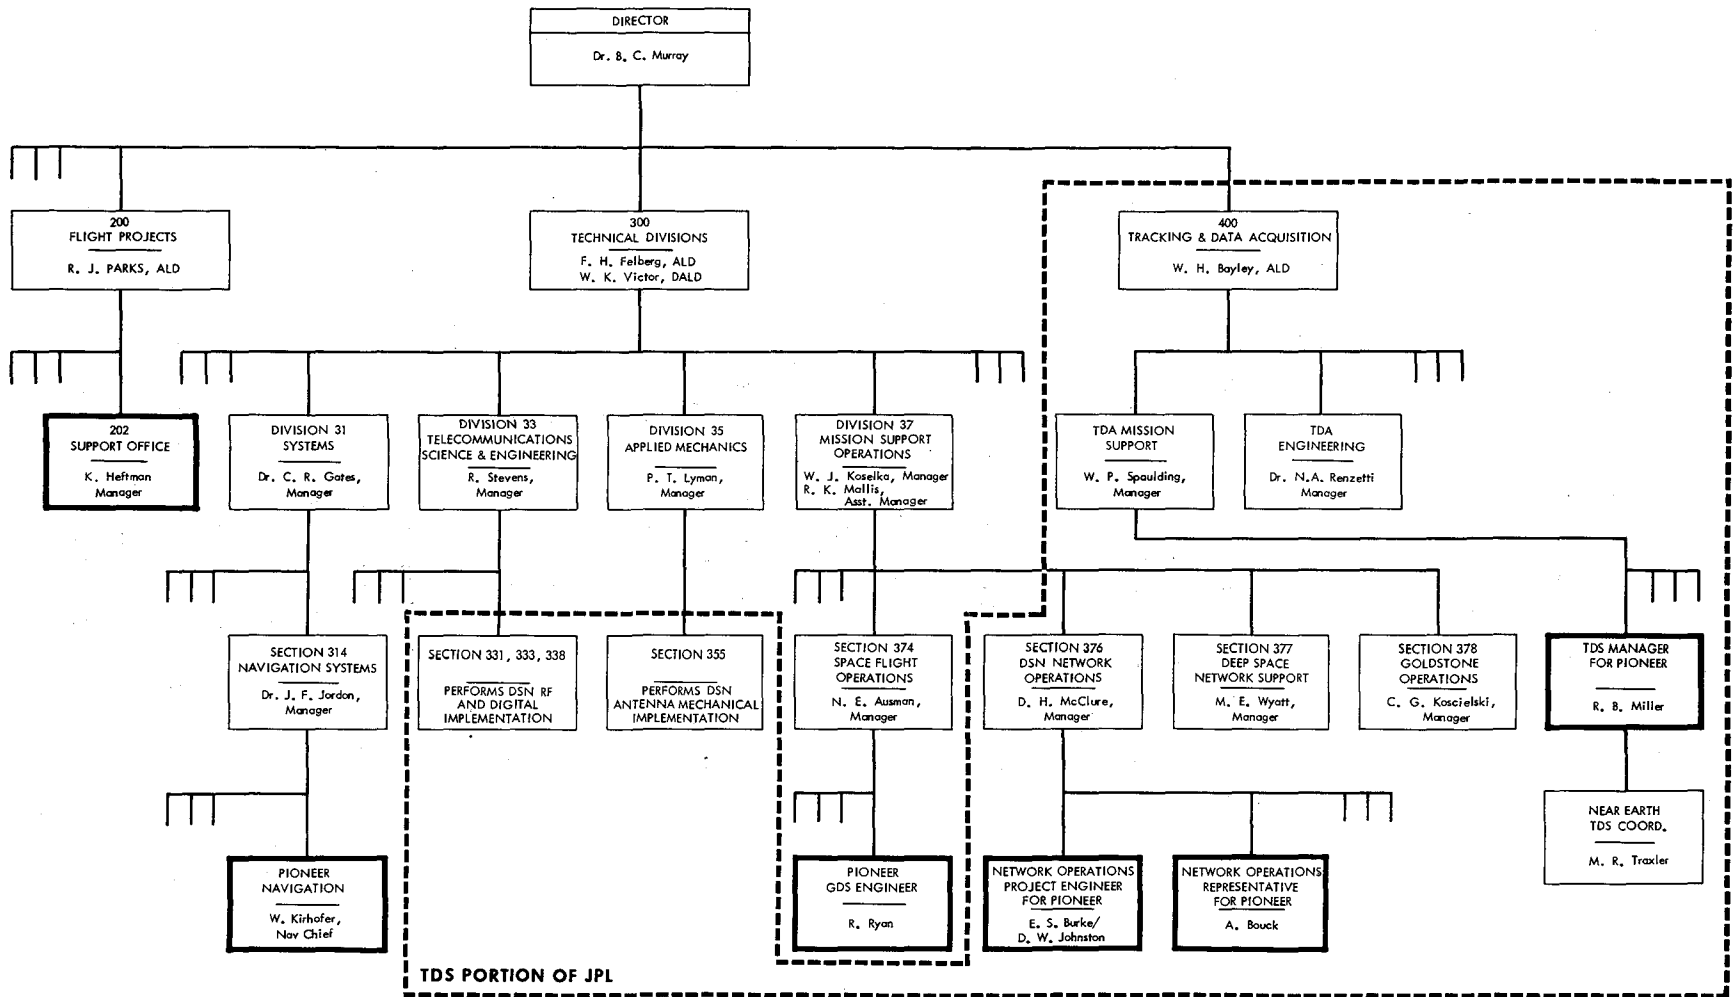 DIRECTOR
Dr. B. C. Murray
200
FLIGHT PROJECTS
R. J. PARKS, ALD
300
TECHNICAL DIVISIONS
F. H. Felberg, ALD
W. K. Victor, DALD
400
TRACKING & DATA ACQUISITION
W. H. Bayley, ALD
202
SUPPORT OFFICE
K. Heftman
Manager
DIVISION 31
SYSTEMS
Dr. C. R. Gates,
Manager
DIVISION 33
TELECOMMUNICATIONS
SCIENCE & ENGINEERING
R. Stevens,
Manager
DIVISION 35
APPLIED MECHANICS
P. T. Lyman,
Manager
DIVISION 37
MISSION SUPPORT
OPERATIONS
W. J. Koselka, Manager
R. K. Mallis,
Asst. Manager
TDA MISSION
SUPPORT
W. P. Spaulding,
Manager
TDA
ENGINEERING
Dr. N.A. Renzetti
Manager
SECTION 314
NAVIGATION SYSTEMS
Dr. J. F. Jordon,
Manager
SECTION 331, 333, 338
PERFORMS DSN RF
AND DIGITAL
IMPLEMENTATION
SECTION 355
PERFORMS DSN
ANTENNA MECHANICAL
IMPLEMENTATION
SECTION 374
SPACE FLIGHT
OPERATIONS
N. E. Ausman,
Manager
SECTION 376
DSN NETWORK
OPERATIONS
D. H. McClure,
Manager
SECTION 377
DEEP SPACE
NETWORK SUPPORT
M. E. Wyatt,
Manager
SECTION 378
GOLDSTONE
OPERATIONS
C. G. Koscielski,
Manager
TDS MANAGER
FOR PIONEER
R. B. Miller
PIONEER
NAVIGATION
W. Kirhofer,
Nav Chief
PIONEER
GDS ENGINEER
R. Ryan
NETWORK OPERATIONS
PROJECT ENGINEER
FOR PIONEER
E. S. Burke/
D. W. Johnston
NETWORK OPERATIONS
REPRESENTATIVE
FOR PIONEER
A. Bouck
NEAR EARTH
TDS COORD.
M. R. Traxler
TDS PORTION OF JPL